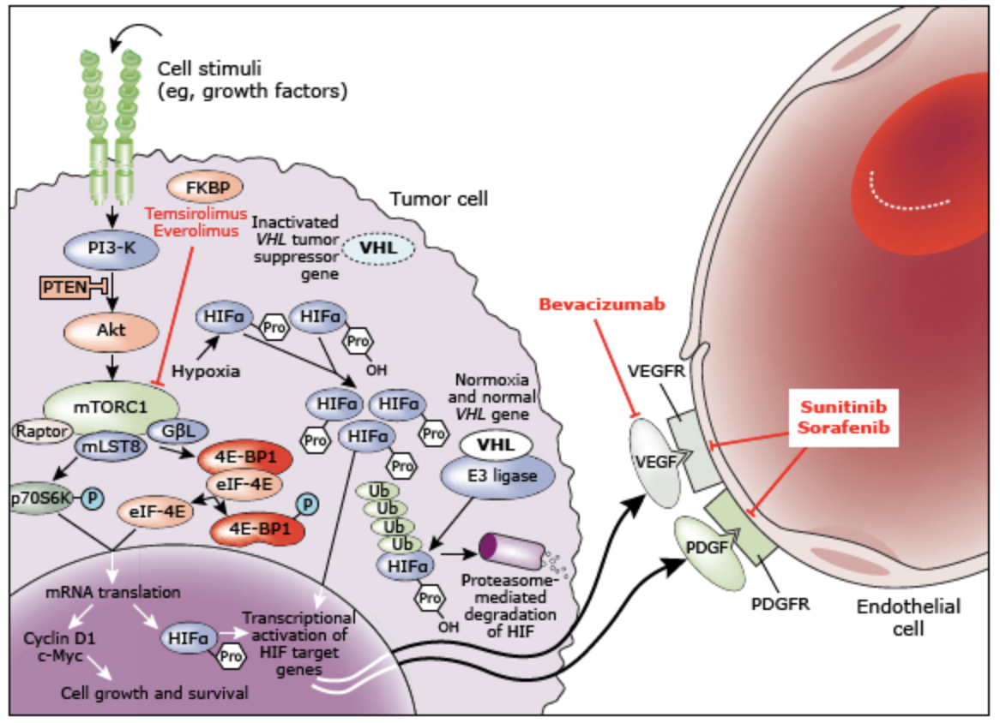 Cell stimuli
(eg, growth factors)
FKBP
Temsirolimus
Everolimus
Tumor cell
Inactivated
VHL tumor
suppressor
gene
VHL
PI3-K
PTEN
Akt
HIFα
Pro
HIFα
Pro
OH
Hypoxia
mTORC1
Raptor
mLST8
GβL
4E-BP1
eIF-4E
p70S6K
P
eIF-4E
4E-BP1
P
HIFα
Pro
HIFα
Pro
HIFα
Pro
Normoxia
and normal
VHL gene
VHL
E3 ligase
Ub
Ub
Ub
Ub
HIFα
Pro
OH
Proteasome-
mediated
degradation
of HIF
mRNA translation
Cyclin D1
c-Myc
HIFα
Pro
Transcriptional
activation of
HIF target
genes
Cell growth and survival
Bevacizumab
VEGFR
VEGF
Sunitinib
Sorafenib
PDGF
PDGFR
Endothelial
cell